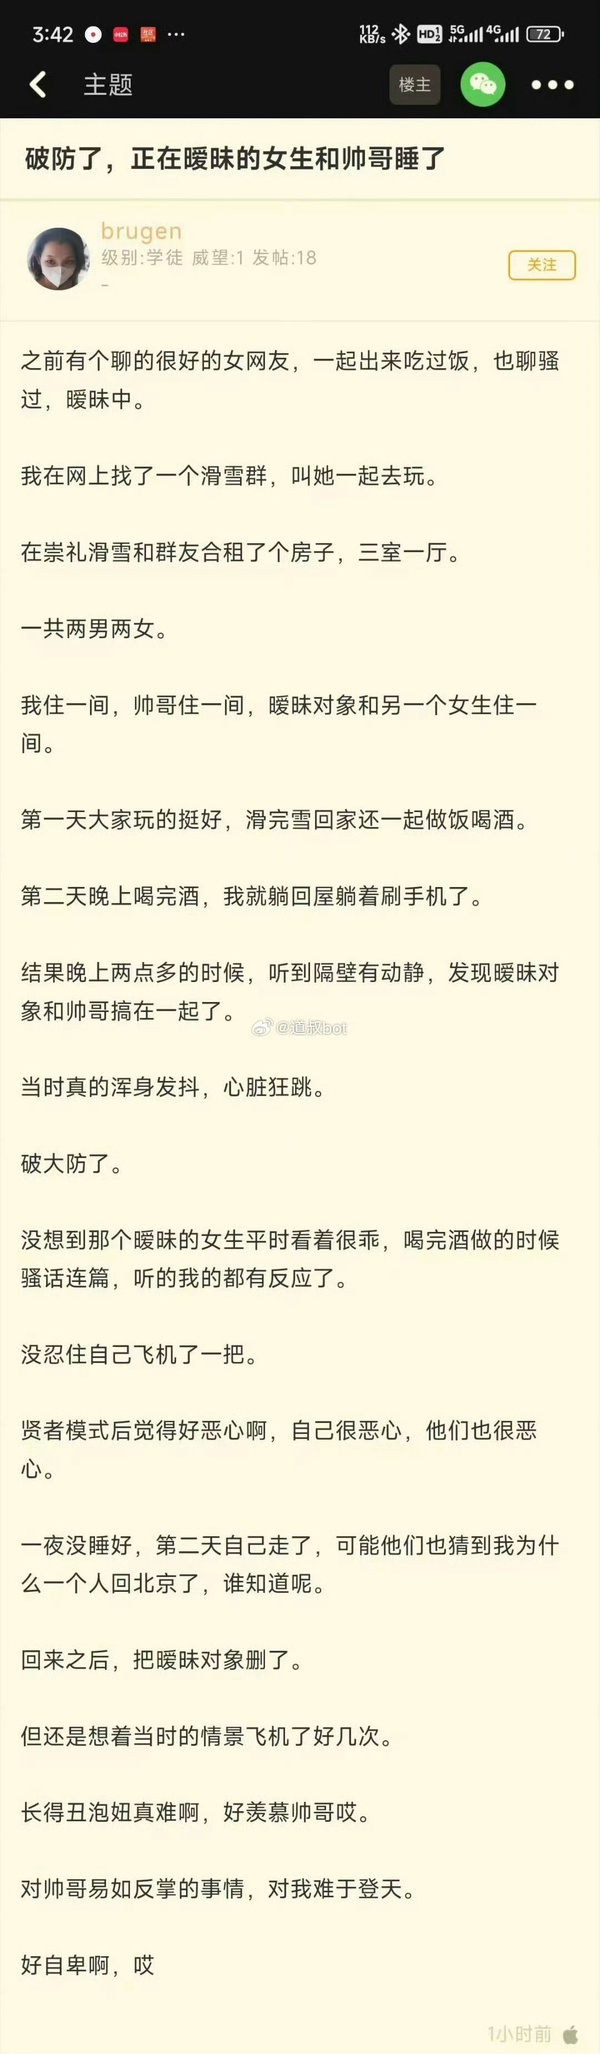 3:42
112 KB/s HD 1 2 5G 4G 72
主题
楼主
破防了，正在暧昧的女生和帅哥睡了
brugen
级别:学徒 威望:1 发帖:18
-
关注
之前有个聊的很好的女网友，一起出来吃过饭，也聊骚
过，暧昧中。
我在网上找了一个滑雪群，叫她一起去玩。
在崇礼滑雪和群友合租了个房子，三室一厅。
一共两男两女。
我住一间，帅哥住一间，暧昧对象和另一个女生住一
间。
第一天大家玩的挺好，滑完雪回家还一起做饭喝酒。
第二天晚上喝完酒，我就躺回屋躺着刷手机了。
结果晚上两点多的时候，听到隔壁有动静，发现暧昧对
象和帅哥搞在一起了。
@道叔bot
当时真的浑身发抖，心脏狂跳。
破大防了。
没想到那个暧昧的女生平时看着很乖，喝完酒做的时候
骚话连篇，听的我的都有反应了。
没忍住自己飞机了一把。
贤者模式后觉得好恶心啊，自己很恶心，他们也很恶
心。
一夜没睡好，第二天自己走了，可能他们也猜到我为什
么一个人回北京了，谁知道呢。
回来之后，把暧昧对象删了。
但还是想着当时的情景飞机了好几次。
长得丑泡妞真难啊，好羡慕帅哥哎。
对帅哥易如反掌的事情，对我难于登天。
好自卑啊，哎
1小时前